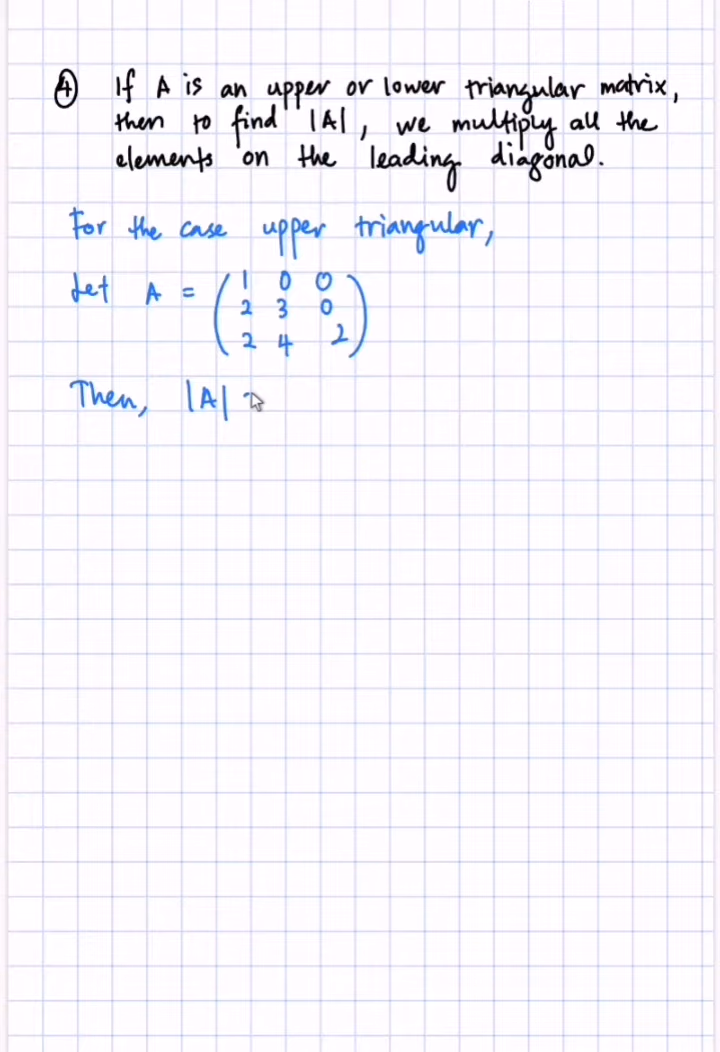 ④ If A is an upper or lower triangular matrix,
then to find |A|, we multiply all the
elements on the leading diagonal.
For the case upper triangular,
Let A = ( 1 0 0
2 3 0
2 4 2 )
Then, |A| =